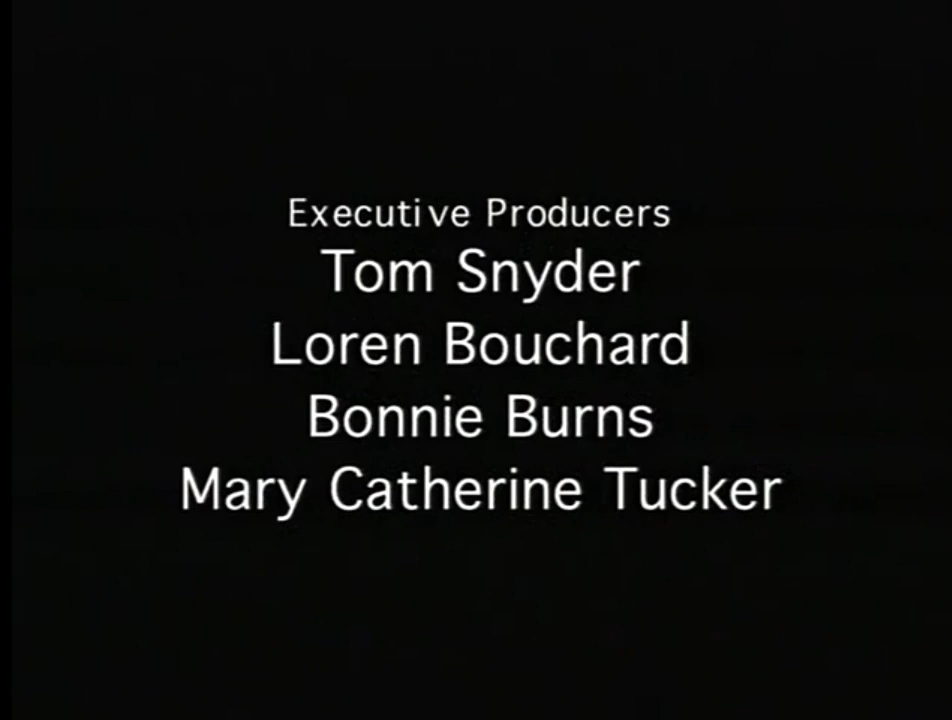 Executive Producers
Tom Snyder
Loren Bouchard
Bonnie Burns
Mary Catherine Tucker